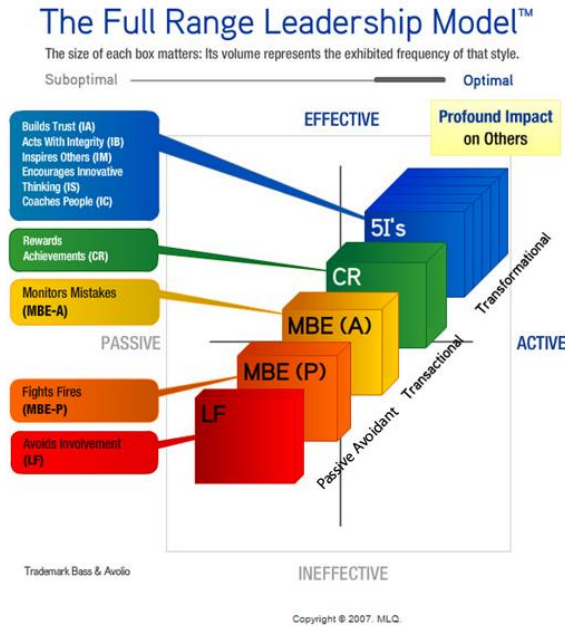 The Full Range Leadership Model™
The size of each box matters: Its volume represents the exhibited frequency of that style.
Suboptimal
Optimal
EFFECTIVE
Profound Impact
on Others
Builds Trust (IA)
Acts With Integrity (IB)
Inspires Others (IM)
Encourages Innovative
Thinking (IS)
Coaches People (IC)
5I's
Rewards
Achievements (CR)
CR
Transformational
Monitors Mistakes
(MBE-A)
MBE (A)
PASSIVE
ACTIVE
Transactional
Fights Fires
(MBE-P)
MBE (P)
Passive Avoidant
Avoids Involvement
(LF)
LF
Trademark Bass & Avolio
INEFFECTIVE
Copyright © 2007. MLQ.